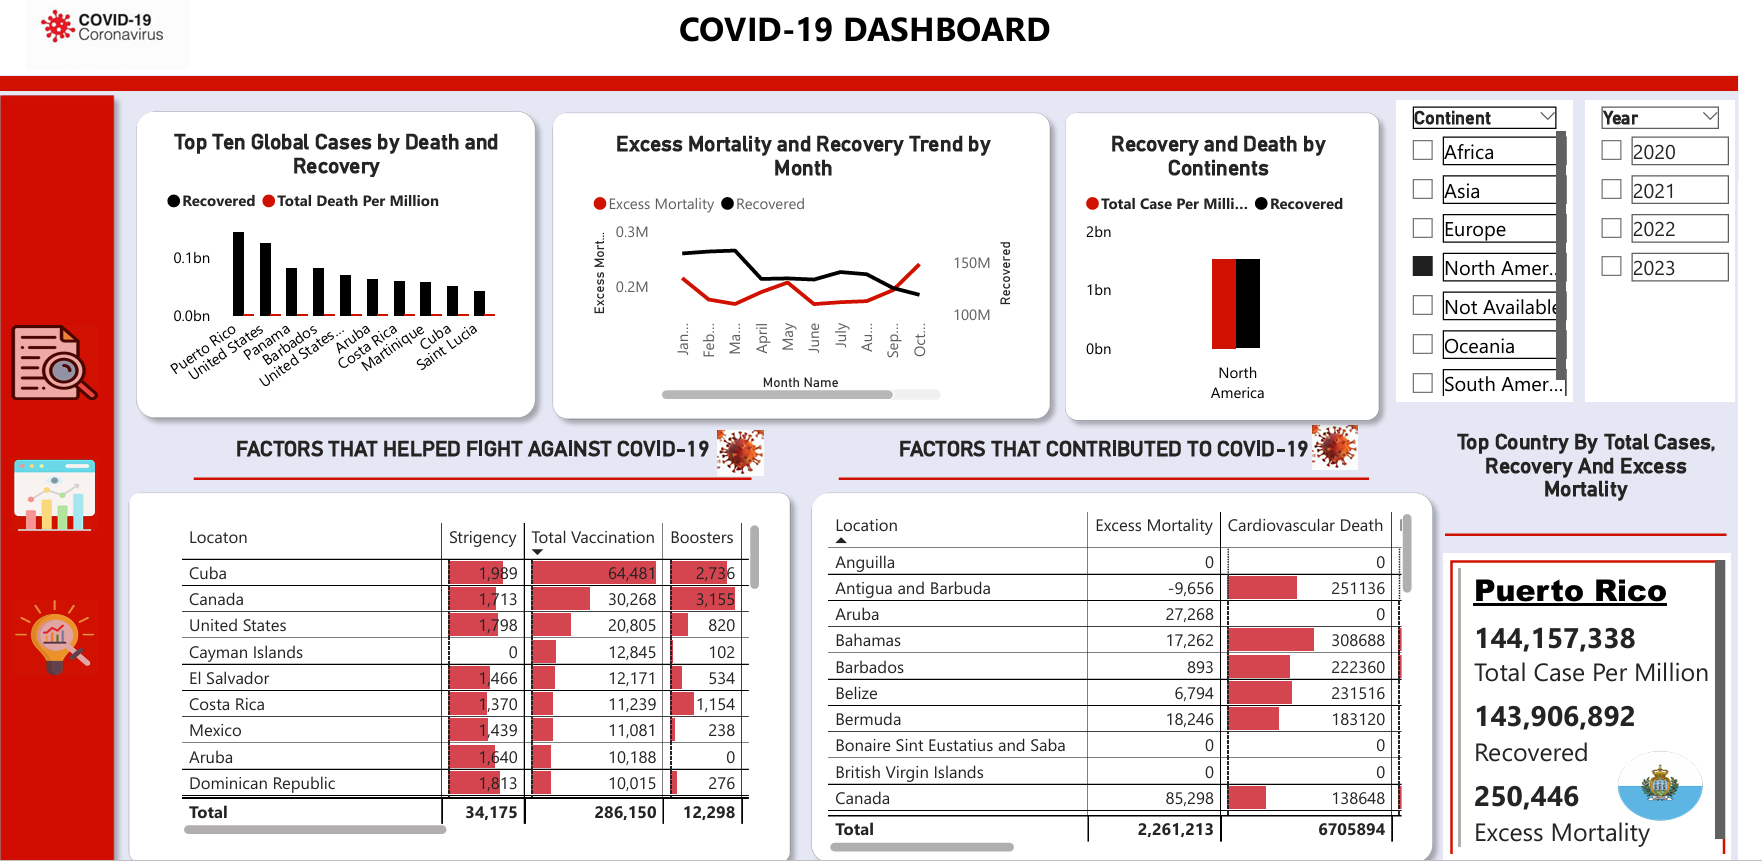 COVID-19
Coronavirus
COVID-19 DASHBOARD
Top Ten Global Cases by Death and
Recovery
Recovered Total Death Per Million
0.1bn
0.0bn
Puerto Rico
United States
Panama
Barbados
United States...
Aruba
Costa Rica
Martinique
Cuba
Saint Lucia
Excess Mortality and Recovery Trend by
Month
Excess Mortality Recovered
Excess Mort...
0.3M
0.2M
150M
100M
Recovered
Jan...
Feb...
Ma...
April
May
June
July
Au...
Sep...
Oct...
Month Name
Recovery and Death by
Continents
Total Case Per Milli... Recovered
2bn
1bn
0bn
North
America
Continent
Africa
Asia
Europe
North Amer...
Not Available
Oceania
South Amer...
Year
2020
2021
2022
2023
FACTORS THAT HELPED FIGHT AGAINST COVID-19
Locaton Strigency Total Vaccination Boosters
Cuba 1,989 64,481 2,736
Canada 1,713 30,268 3,155
United States 1,798 20,805 820
Cayman Islands 0 12,845 102
El Salvador 1,466 12,171 534
Costa Rica 1,370 11,239 1,154
Mexico 1,439 11,081 238
Aruba 1,640 10,188 0
Dominican Republic 1,813 10,015 276
Total 34,175 286,150 12,298
FACTORS THAT CONTRIBUTED TO COVID-19
Location Excess Mortality Cardiovascular Death
Anguilla 0 0
Antigua and Barbuda -9,656 251136
Aruba 27,268 0
Bahamas 17,262 308688
Barbados 893 222360
Belize 6,794 231516
Bermuda 18,246 183120
Bonaire Sint Eustatius and Saba 0 0
British Virgin Islands 0 0
Canada 85,298 138648
Total 2,261,213 6705894
Top Country By Total Cases,
Recovery And Excess
Mortality
Puerto Rico
144,157,338
Total Case Per Million
143,906,892
Recovered
250,446
Excess Mortality